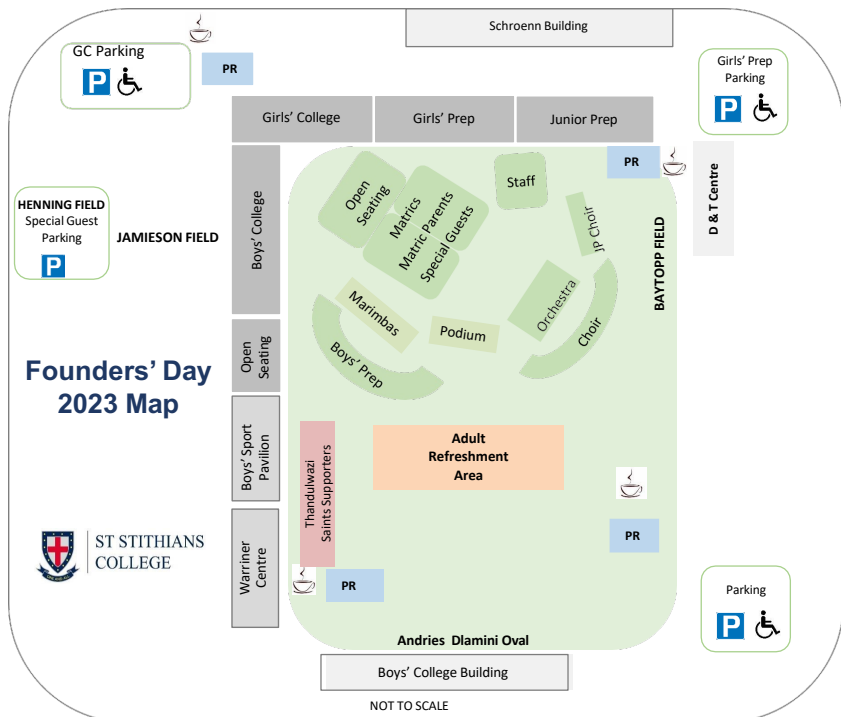 Schroenn Building
GC Parking
P
PR
Girls' Prep
Parking
P
Girls' College
Girls' Prep
Junior Prep
PR
D & T Centre
HENNING FIELD
Special Guest
Parking
P
JAMIESON FIELD
Boys' College
Open
Seating
Matrics
Matric Parents
Special Guests
Staff
JP Choir
BAYTOPP FIELD
Marimbas
Podium
Orchestra
Choir
Boys' Prep
Open
Seating
Founders' Day
2023 Map
Boys' Sport
Pavilion
Thandulwazi
Saints Supporters
Adult
Refreshment
Area
ST STITHIANS
COLLEGE
Warriner
Centre
PR
PR
Parking
P
Andries Dlamini Oval
Boys' College Building
NOT TO SCALE